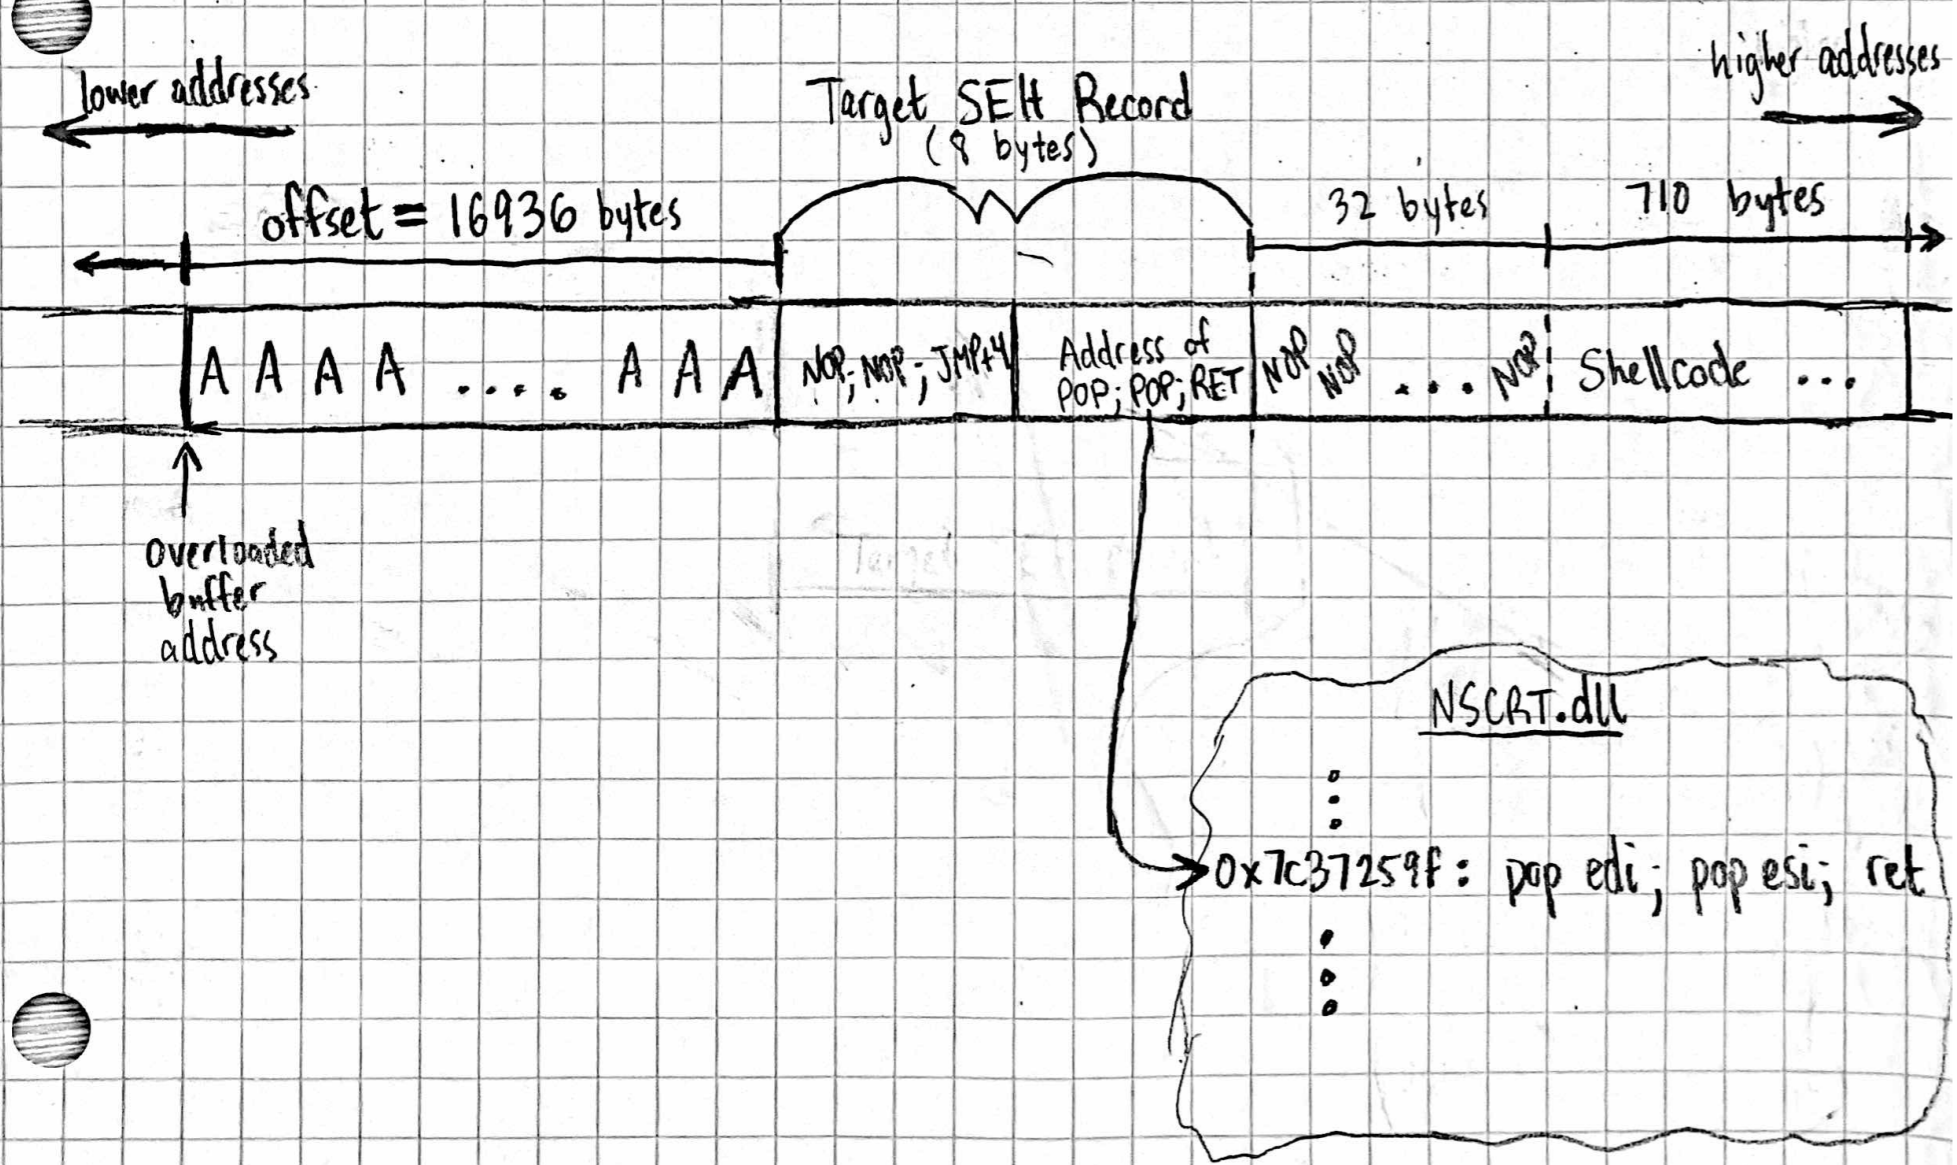 lower addresses
higher addresses
Target SEH Record
(8 bytes)
offset = 16936 bytes
32 bytes
710 bytes
A A A A .... A A A
NOP; NOP; JMP+4
Address of
POP; POP; RET
NOP NOP ... NOP
Shellcode ...
overloaded
buffer
address
NSCRT.dll
0x7c37259f: pop edi; pop esi; ret